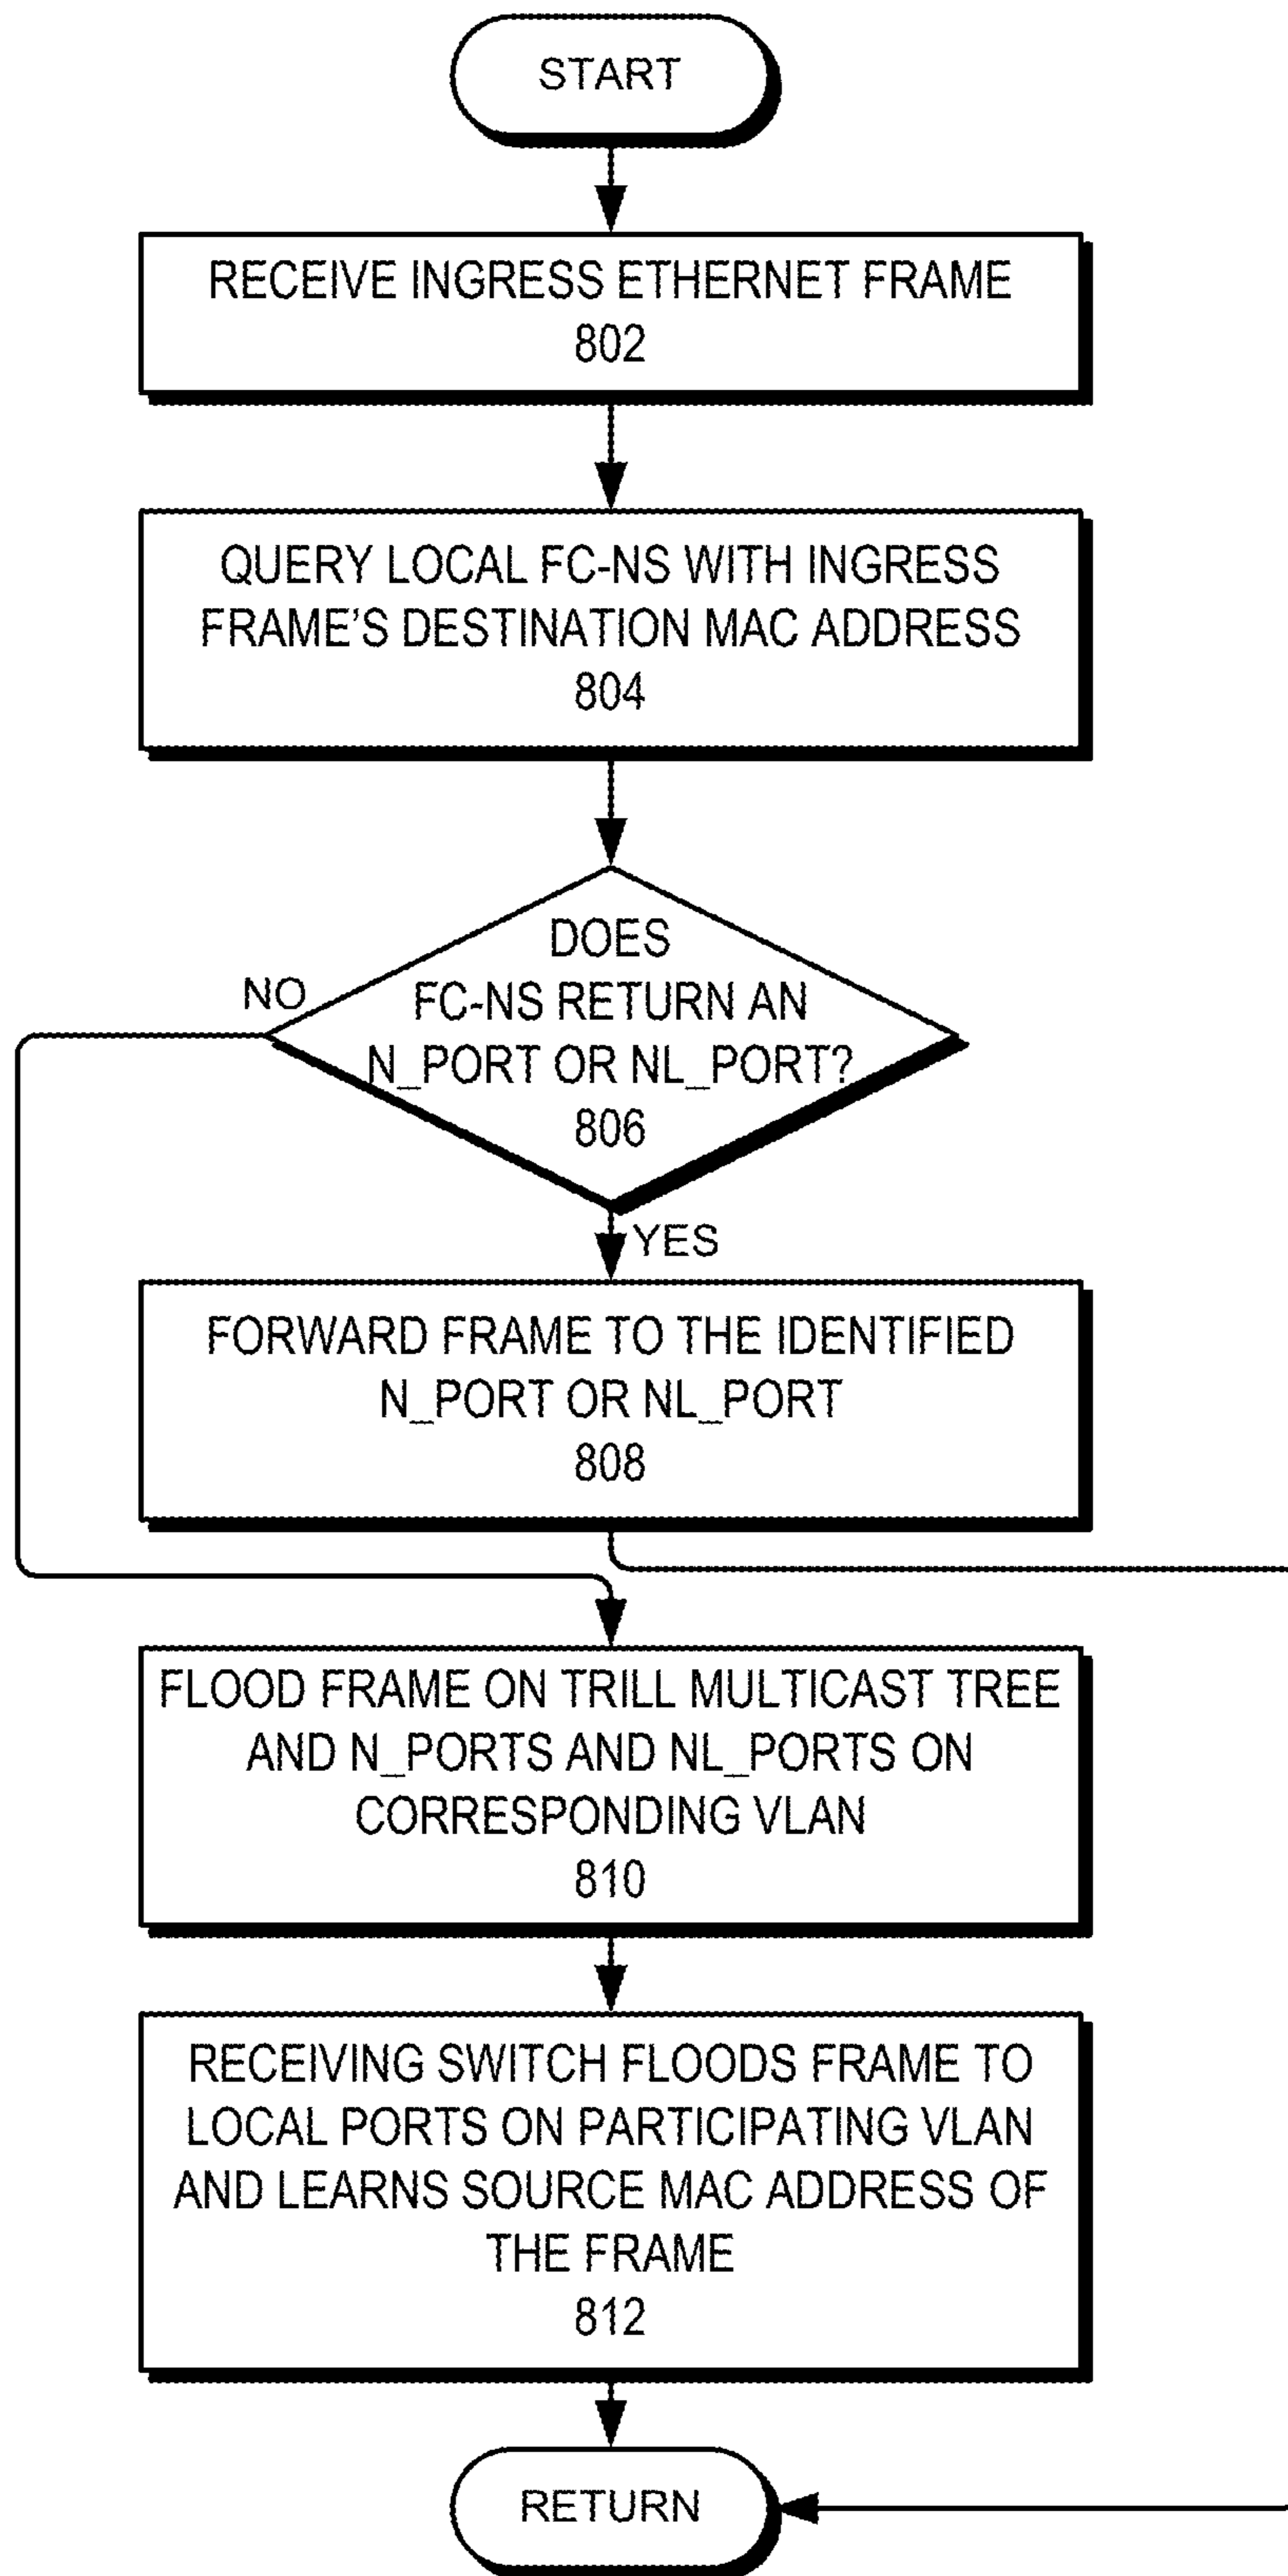 START
RECEIVE INGRESS ETHERNET FRAME
802
QUERY LOCAL FC-NS WITH INGRESS
FRAME'S DESTINATION MAC ADDRESS
804
DOES
FC-NS RETURN AN
N_PORT OR NL_PORT?
806
NO
YES
FORWARD FRAME TO THE IDENTIFIED
N_PORT OR NL_PORT
808
FLOOD FRAME ON TRILL MULTICAST TREE
AND N_PORTS AND NL_PORTS ON
CORRESPONDING VLAN
810
RECEIVING SWITCH FLOODS FRAME TO
LOCAL PORTS ON PARTICIPATING VLAN
AND LEARNS SOURCE MAC ADDRESS OF
THE FRAME
812
RETURN